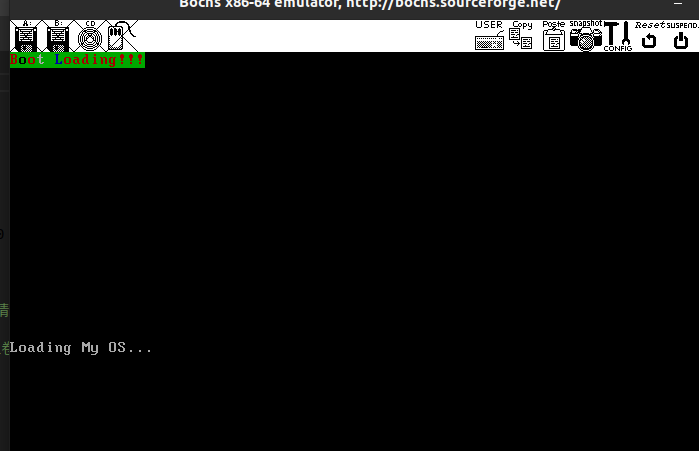 Bochs x86-64 emulator, http://bochs.sourceforge.net/
A: B: CD USER Copy Paste snapshot CONFIG Reset SUSPEND
Boot Loading!!!
Loading My OS...